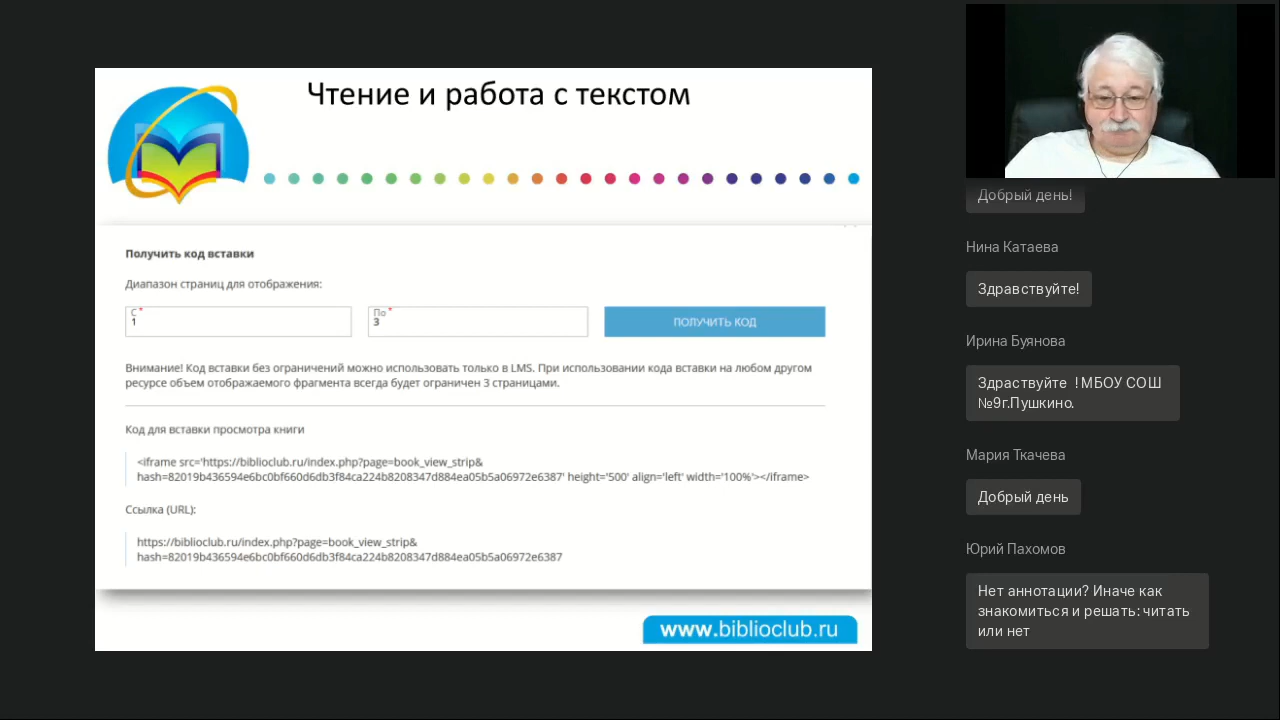 Чтение и работа с текстом
Получить код вставки
Диапазон страниц для отображения:
С *
1
По *
3
ПОЛУЧИТЬ КОД
Внимание! Код вставки без ограничений можно использовать только в LMS. При использовании кода вставки на любом другом
ресурсе объем отображаемого фрагмента всегда будет ограничен 3 страницами.
Код для вставки просмотра книги
<iframe src='https://biblioclub.ru/index.php?page=book_view_strip&
hash=82019b436594e6bc0bf660d6db3f84ca224b8208347d884ea05b5a06972e6387' height='500' align='left' width='100%'></iframe>
Ссылка (URL):
https://biblioclub.ru/index.php?page=book_view_strip&
hash=82019b436594e6bc0bf660d6db3f84ca224b8208347d884ea05b5a06972e6387
www.biblioclub.ru
Добрый день!
Нина Катаева
Здравствуйте!
Ирина Буянова
Здраствуйте ! МБОУ СОШ
№9г.Пушкино.
Мария Ткачева
Добрый день
Юрий Пахомов
Нет аннотации? Иначе как
знакомиться и решать: читать
или нет